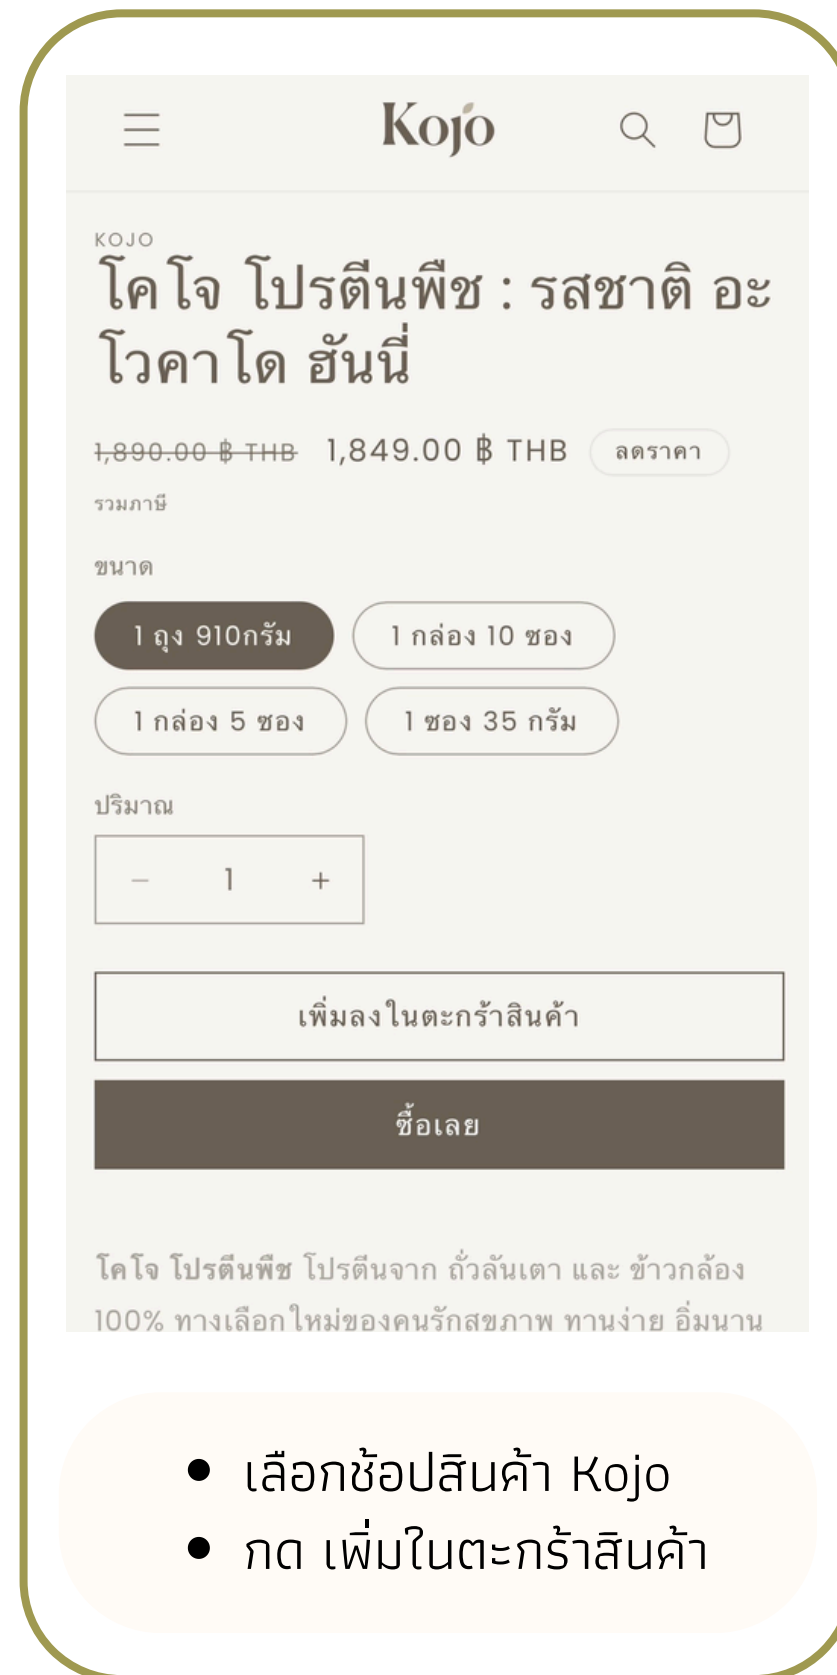 Kojo
KOJO
โคโจ โปรตีนพืช : รสชาติ อะ
โวคาโด ฮันนี่
1,890.00 ฿ THB 1,849.00 ฿ THB ลดราคา
รวมภาษี
ขนาด
1 ถุง 910กรัม 1 กล่อง 10 ซอง
1 กล่อง 5 ซอง 1 ซอง 35 กรัม
ปริมาณ
− 1 +
เพิ่มลงในตะกร้าสินค้า
ซื้อเลย
โคโจ โปรตีนพืช โปรตีนจาก ถั่วลันเตา และ ข้าวกล้อง
100% ทางเลือกใหม่ของคนรักสุขภาพ ทานง่าย อิ่มนาน
• เลือกช้อปสินค้า Kojo
• กด เพิ่มในตะกร้าสินค้า